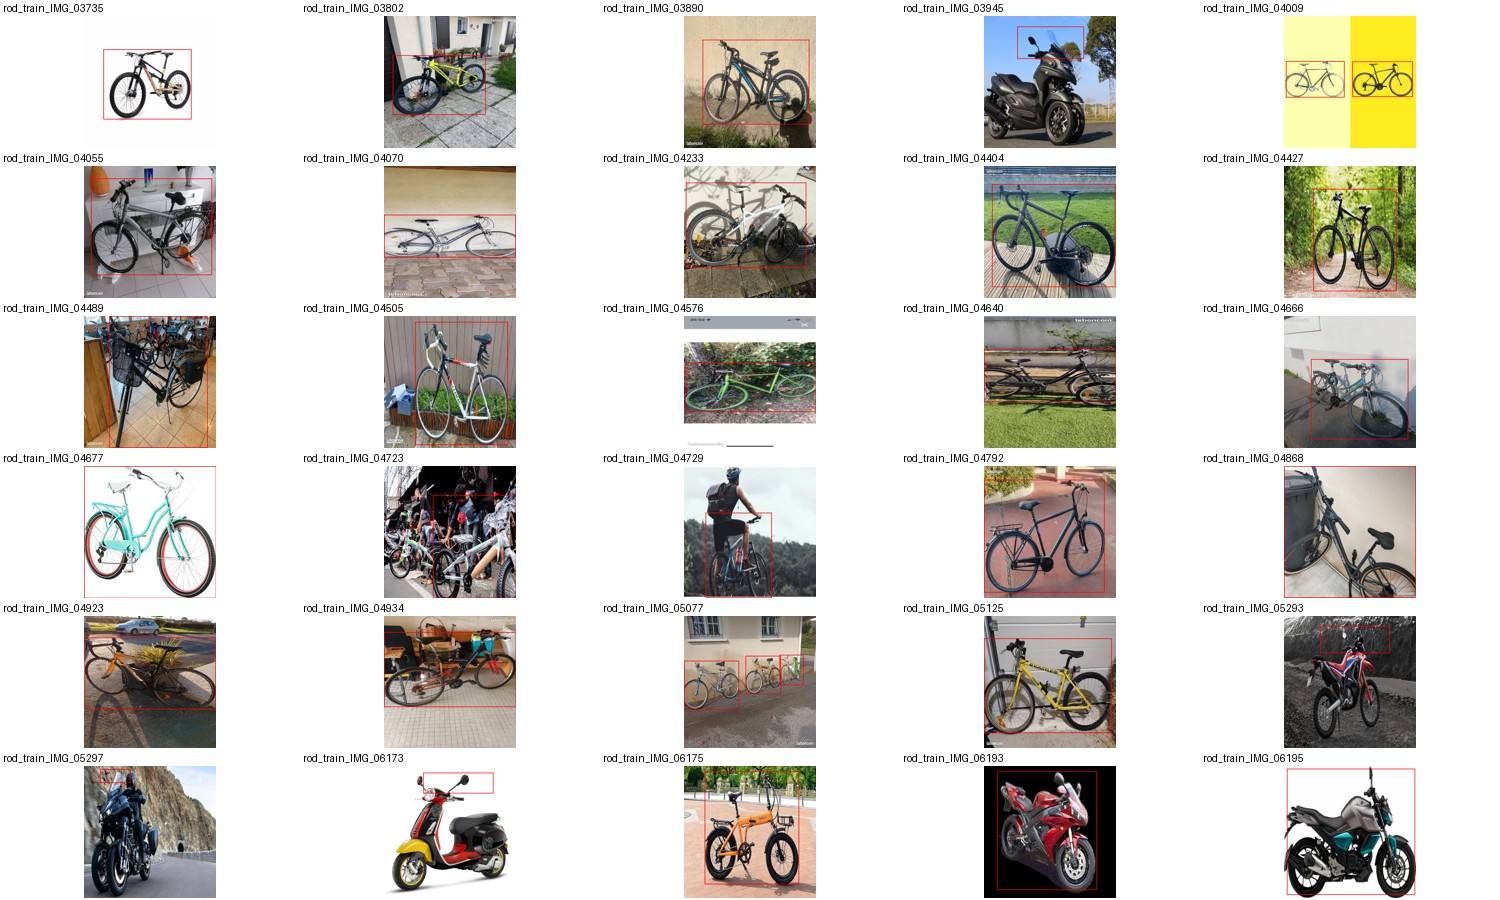 rod_train_IMG_03735
rod_train_IMG_03802
rod_train_IMG_03890
rod_train_IMG_03945
rod_train_IMG_04009
rod_train_IMG_04055
rod_train_IMG_04070
rod_train_IMG_04233
rod_train_IMG_04404
rod_train_IMG_04427
rod_train_IMG_04489
rod_train_IMG_04505
rod_train_IMG_04576
rod_train_IMG_04640
rod_train_IMG_04666
rod_train_IMG_04677
rod_train_IMG_04723
rod_train_IMG_04729
rod_train_IMG_04792
rod_train_IMG_04868
rod_train_IMG_04923
rod_train_IMG_04934
rod_train_IMG_05077
rod_train_IMG_05125
rod_train_IMG_05293
rod_train_IMG_05297
rod_train_IMG_06173
rod_train_IMG_06175
rod_train_IMG_06193
rod_train_IMG_06195